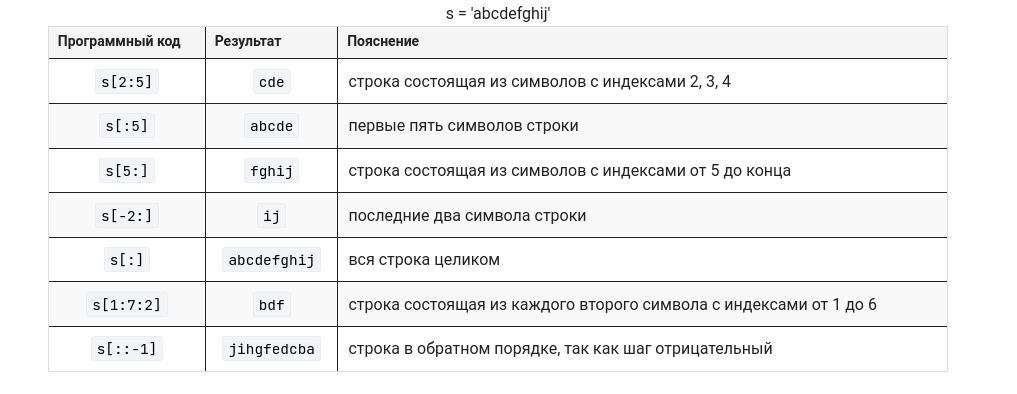 s = 'abcdefghij'
Программный код Результат Пояснение
s[2:5] cde строка состоящая из символов с индексами 2, 3, 4
s[:5] abcde первые пять символов строки
s[5:] fghij строка состоящая из символов с индексами от 5 до конца
s[-2:] ij последние два символа строки
s[:] abcdefghij вся строка целиком
s[1:7:2] bdf строка состоящая из каждого второго символа с индексами от 1 до 6
s[::-1] jihgfedcba строка в обратном порядке, так как шаг отрицательный